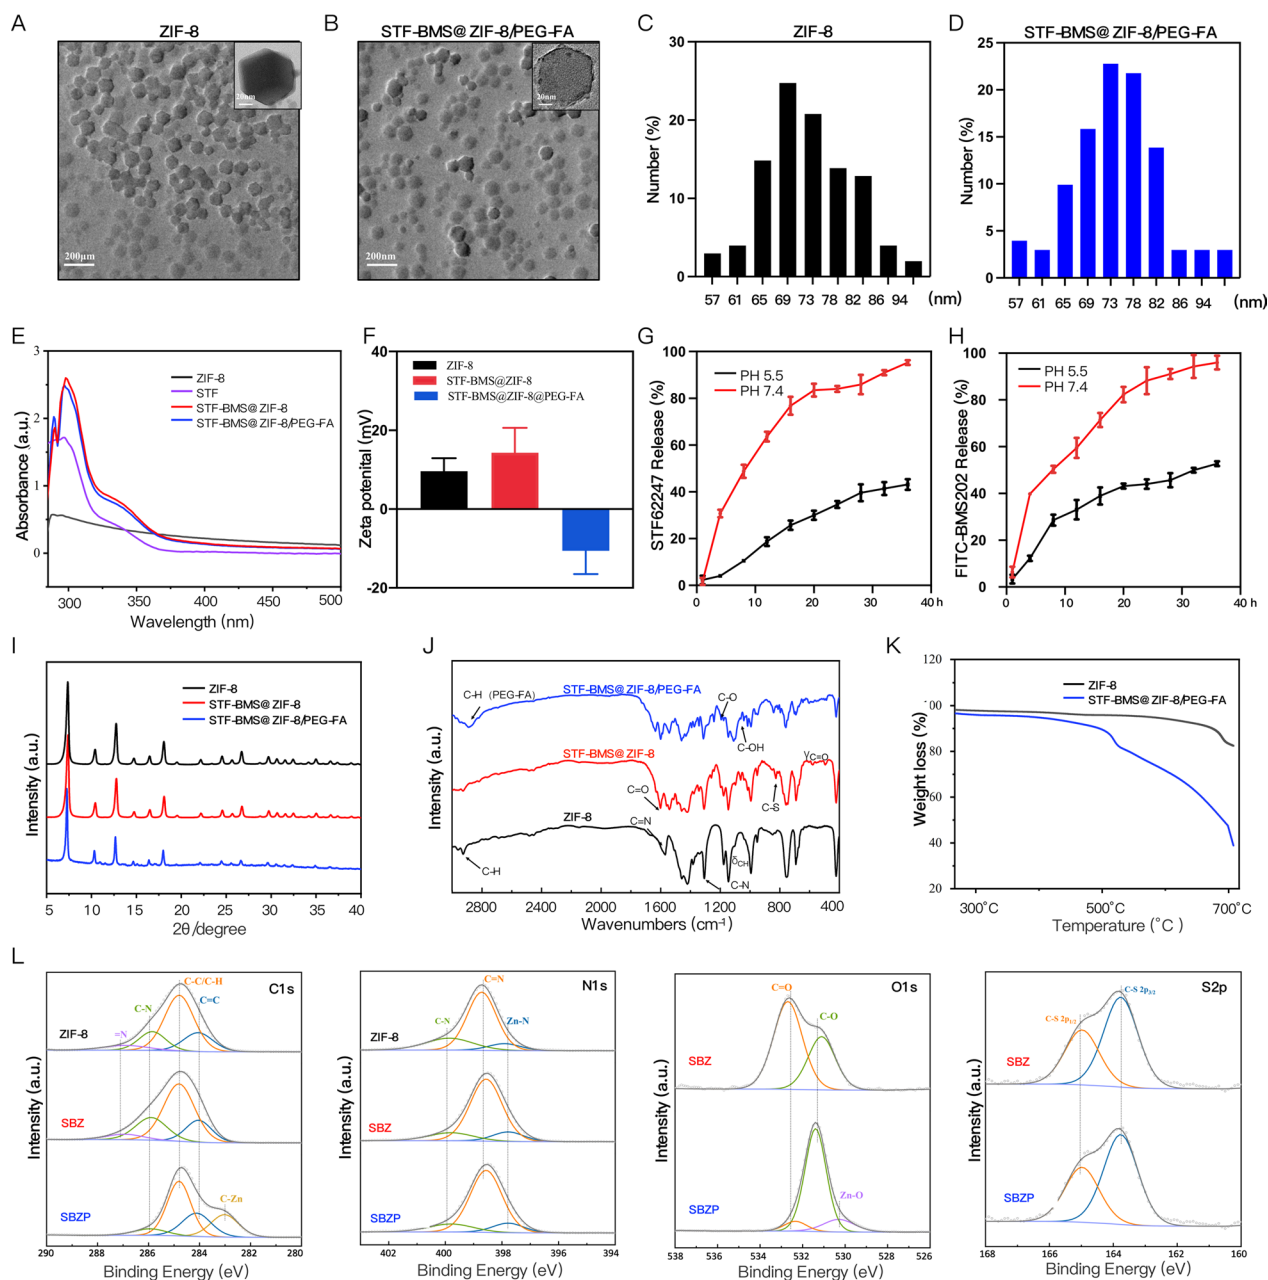 A
ZIF-8
20nm
200μm
B
STF-BMS@ZIF-8/PEG-FA
20nm
200nm
C
ZIF-8
Number (%)
30
20
10
0
57 61 65 69 73 78 82 86 94 (nm)
D
STF-BMS@ZIF-8/PEG-FA
Number (%)
25
20
15
10
5
0
57 61 65 69 73 78 82 86 94 (nm)
E
Absorbance (a.u.)
3
2
1
0
ZIF-8
STF
STF-BMS@ZIF-8
STF-BMS@ZIF-8/PEG-FA
300 350 400 450 500
Wavelength (nm)
F
Zeta potenital (mV)
40
20
0
-20
ZIF-8
STF-BMS@ZIF-8
STF-BMS@ZIF-8@PEG-FA
G
STF62247 Release (%)
100
80
60
40
20
0
PH 5.5
PH 7.4
0 10 20 30 40 h
H
FITC-BMS202 Release (%)
100
80
60
40
20
0
PH 5.5
PH 7.4
0 10 20 30 40 h
I
Intensity (a.u.)
ZIF-8
STF-BMS@ZIF-8
STF-BMS@ZIF-8/PEG-FA
5 10 15 20 25 30 35 40
2θ/degree
J
Intensity (a.u.)
C-H (PEG-FA)
STF-BMS@ZIF-8/PEG-FA
C-O
C-OH
STF-BMS@ZIF-8
γC=O
C=O
C-S
C=N
ZIF-8
δCH
C-H
C-N
2800 2400 2000 1600 1200 800 400
Wavenumbers (cm⁻¹)
K
Weight loss (%)
120
100
80
60
40
20
ZIF-8
STF-BMS@ZIF-8/PEG-FA
300°C 500°C 700°C
Temperature (°C)
L
Intensity (a.u.)
C1s
C-C/C-H
C-N
C=C
=N
ZIF-8
SBZ
SBZP
C-Zn
290 288 286 284 282 280
Binding Energy (eV)
Intensity (a.u.)
N1s
C=N
C-N
Zn-N
ZIF-8
SBZ
SBZP
402 400 398 396 394
Binding Energy (eV)
Intensity (a.u.)
O1s
C=O
C-O
SBZ
Zn-O
SBZP
538 536 534 532 530 528 526
Binding Energy (eV)
Intensity (a.u.)
S2p
C-S 2p3/2
C-S 2p1/2
SBZ
SBZP
168 166 164 162 160
Binding Energy (eV)